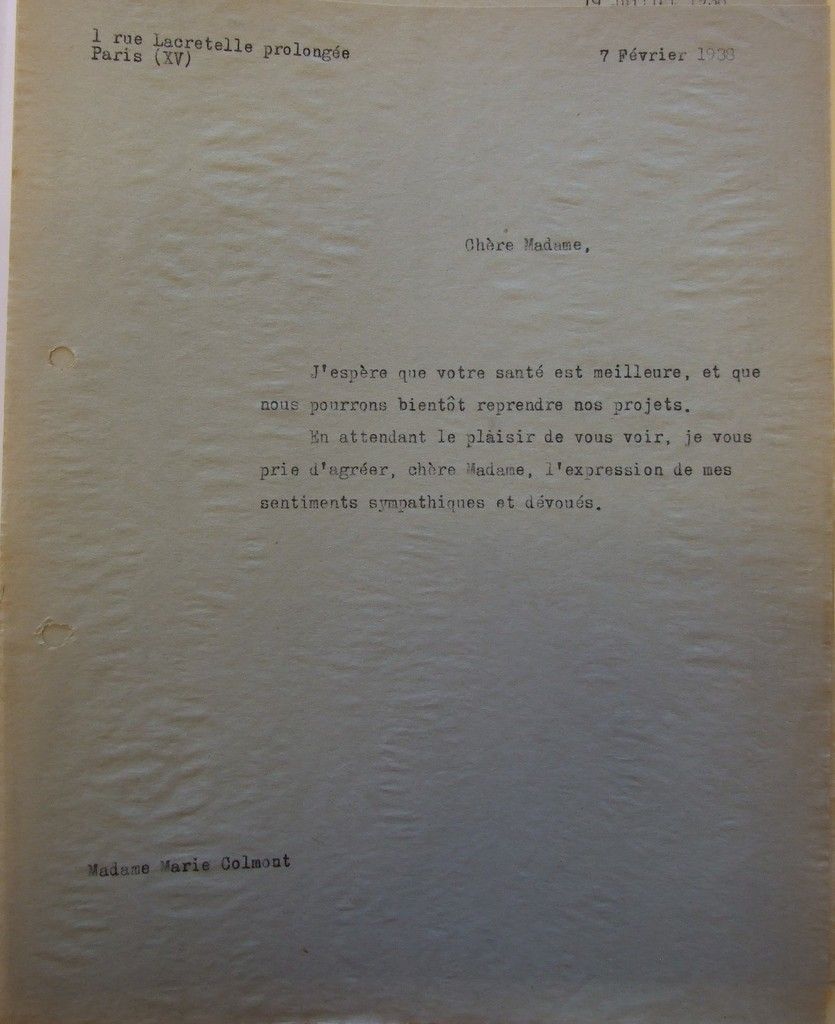 1 rue Lacretelle prolongée
Paris (XV)
7 Février 1938
Chère Madame,
J'espère que votre santé est meilleure, et que
nous pourrons bientôt reprendre nos projets.
En attendant le plaisir de vous voir, je vous
prie d'agréer, chère Madame, l'expression de mes
sentiments sympathiques et dévoués.
Madame Marie Colmont